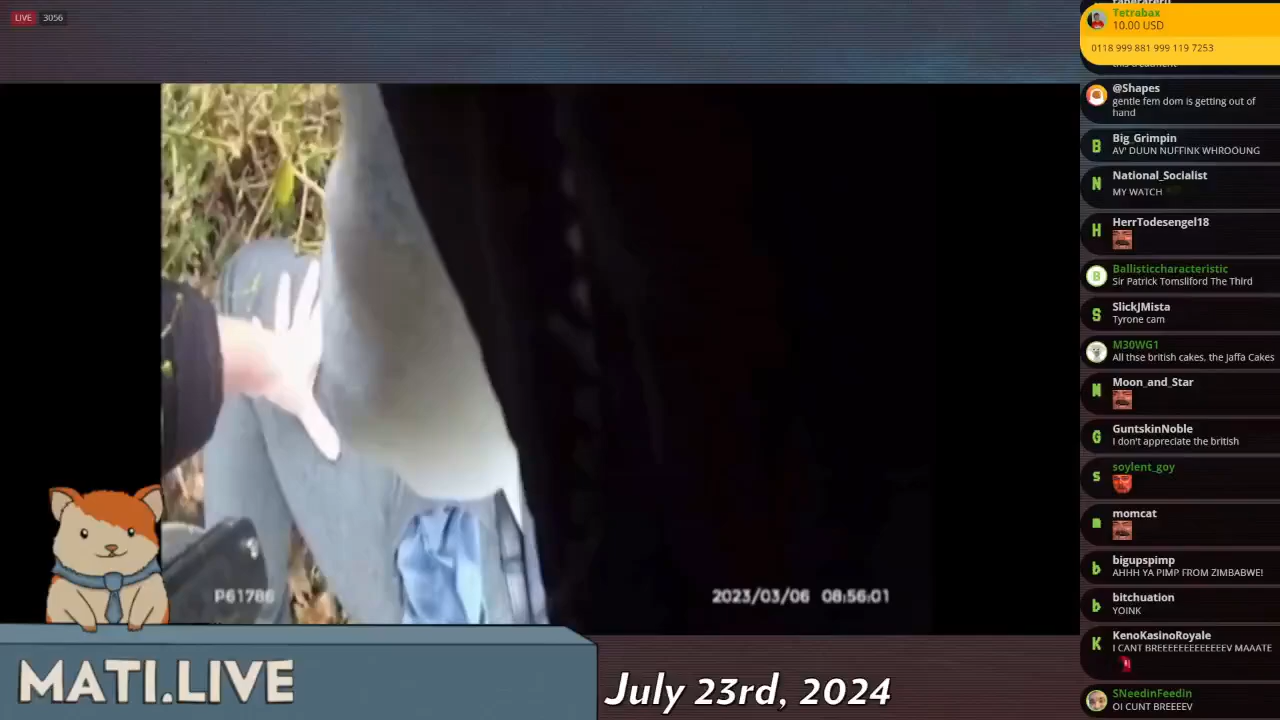 LIVE 3056
Tetrabax
10.00 USD
0118 999 881 999 119 7253
@Shapes
gentle fem dom is getting out of
hand
Big_Grimpin
AV' DUUN NUFFINK WHROOUNG
National_Socialist
MY WATCH
HerrTodesengel18
Ballisticcharacteristic
Sir Patrick Tomsliford The Third
SlickJMista
Tyrone cam
M30WG1
All thse british cakes, the Jaffa Cakes
Moon_and_Star
GuntskinNoble
I don't appreciate the british
soylent_goy
momcat
bigupspimp
AHHH YA PIMP FROM ZIMBABWE!
bitchuation
YOINK
KenoKasinoRoyale
I CANT BREEEEEEEEEEEEV MAAATE
SNeedinFeedin
OI CUNT BREEEEV
P61786
2023/03/06 08:56:01
MATI.LIVE
July 23rd, 2024